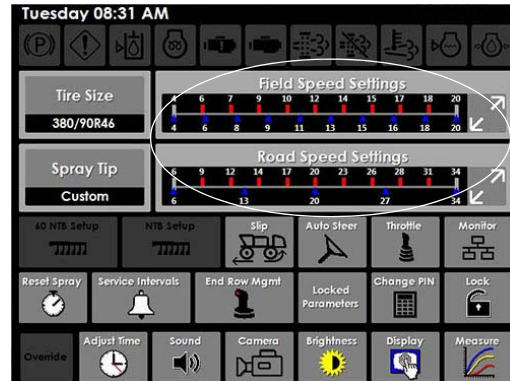 Tuesday 08:31 AM
Tire Size
380/90R46
Field Speed Settings
4 6 7 9 10 12 14 15 17 18 20
4 6 8 9 11 13 15 16 18 20
Spray Tip
Custom
Road Speed Settings
6 9 12 14 17 20 23 26 28 31 34
6 13 20 27 34
60 NTB Setup
NTB Setup
Slip
Auto Steer
Throttle
Monitor
Reset Spray
Service Intervals
End Row Mgmt
Locked
Parameters
Change PIN
Lock
Override
Adjust Time
Sound
Camera
Brightness
Display
Measure